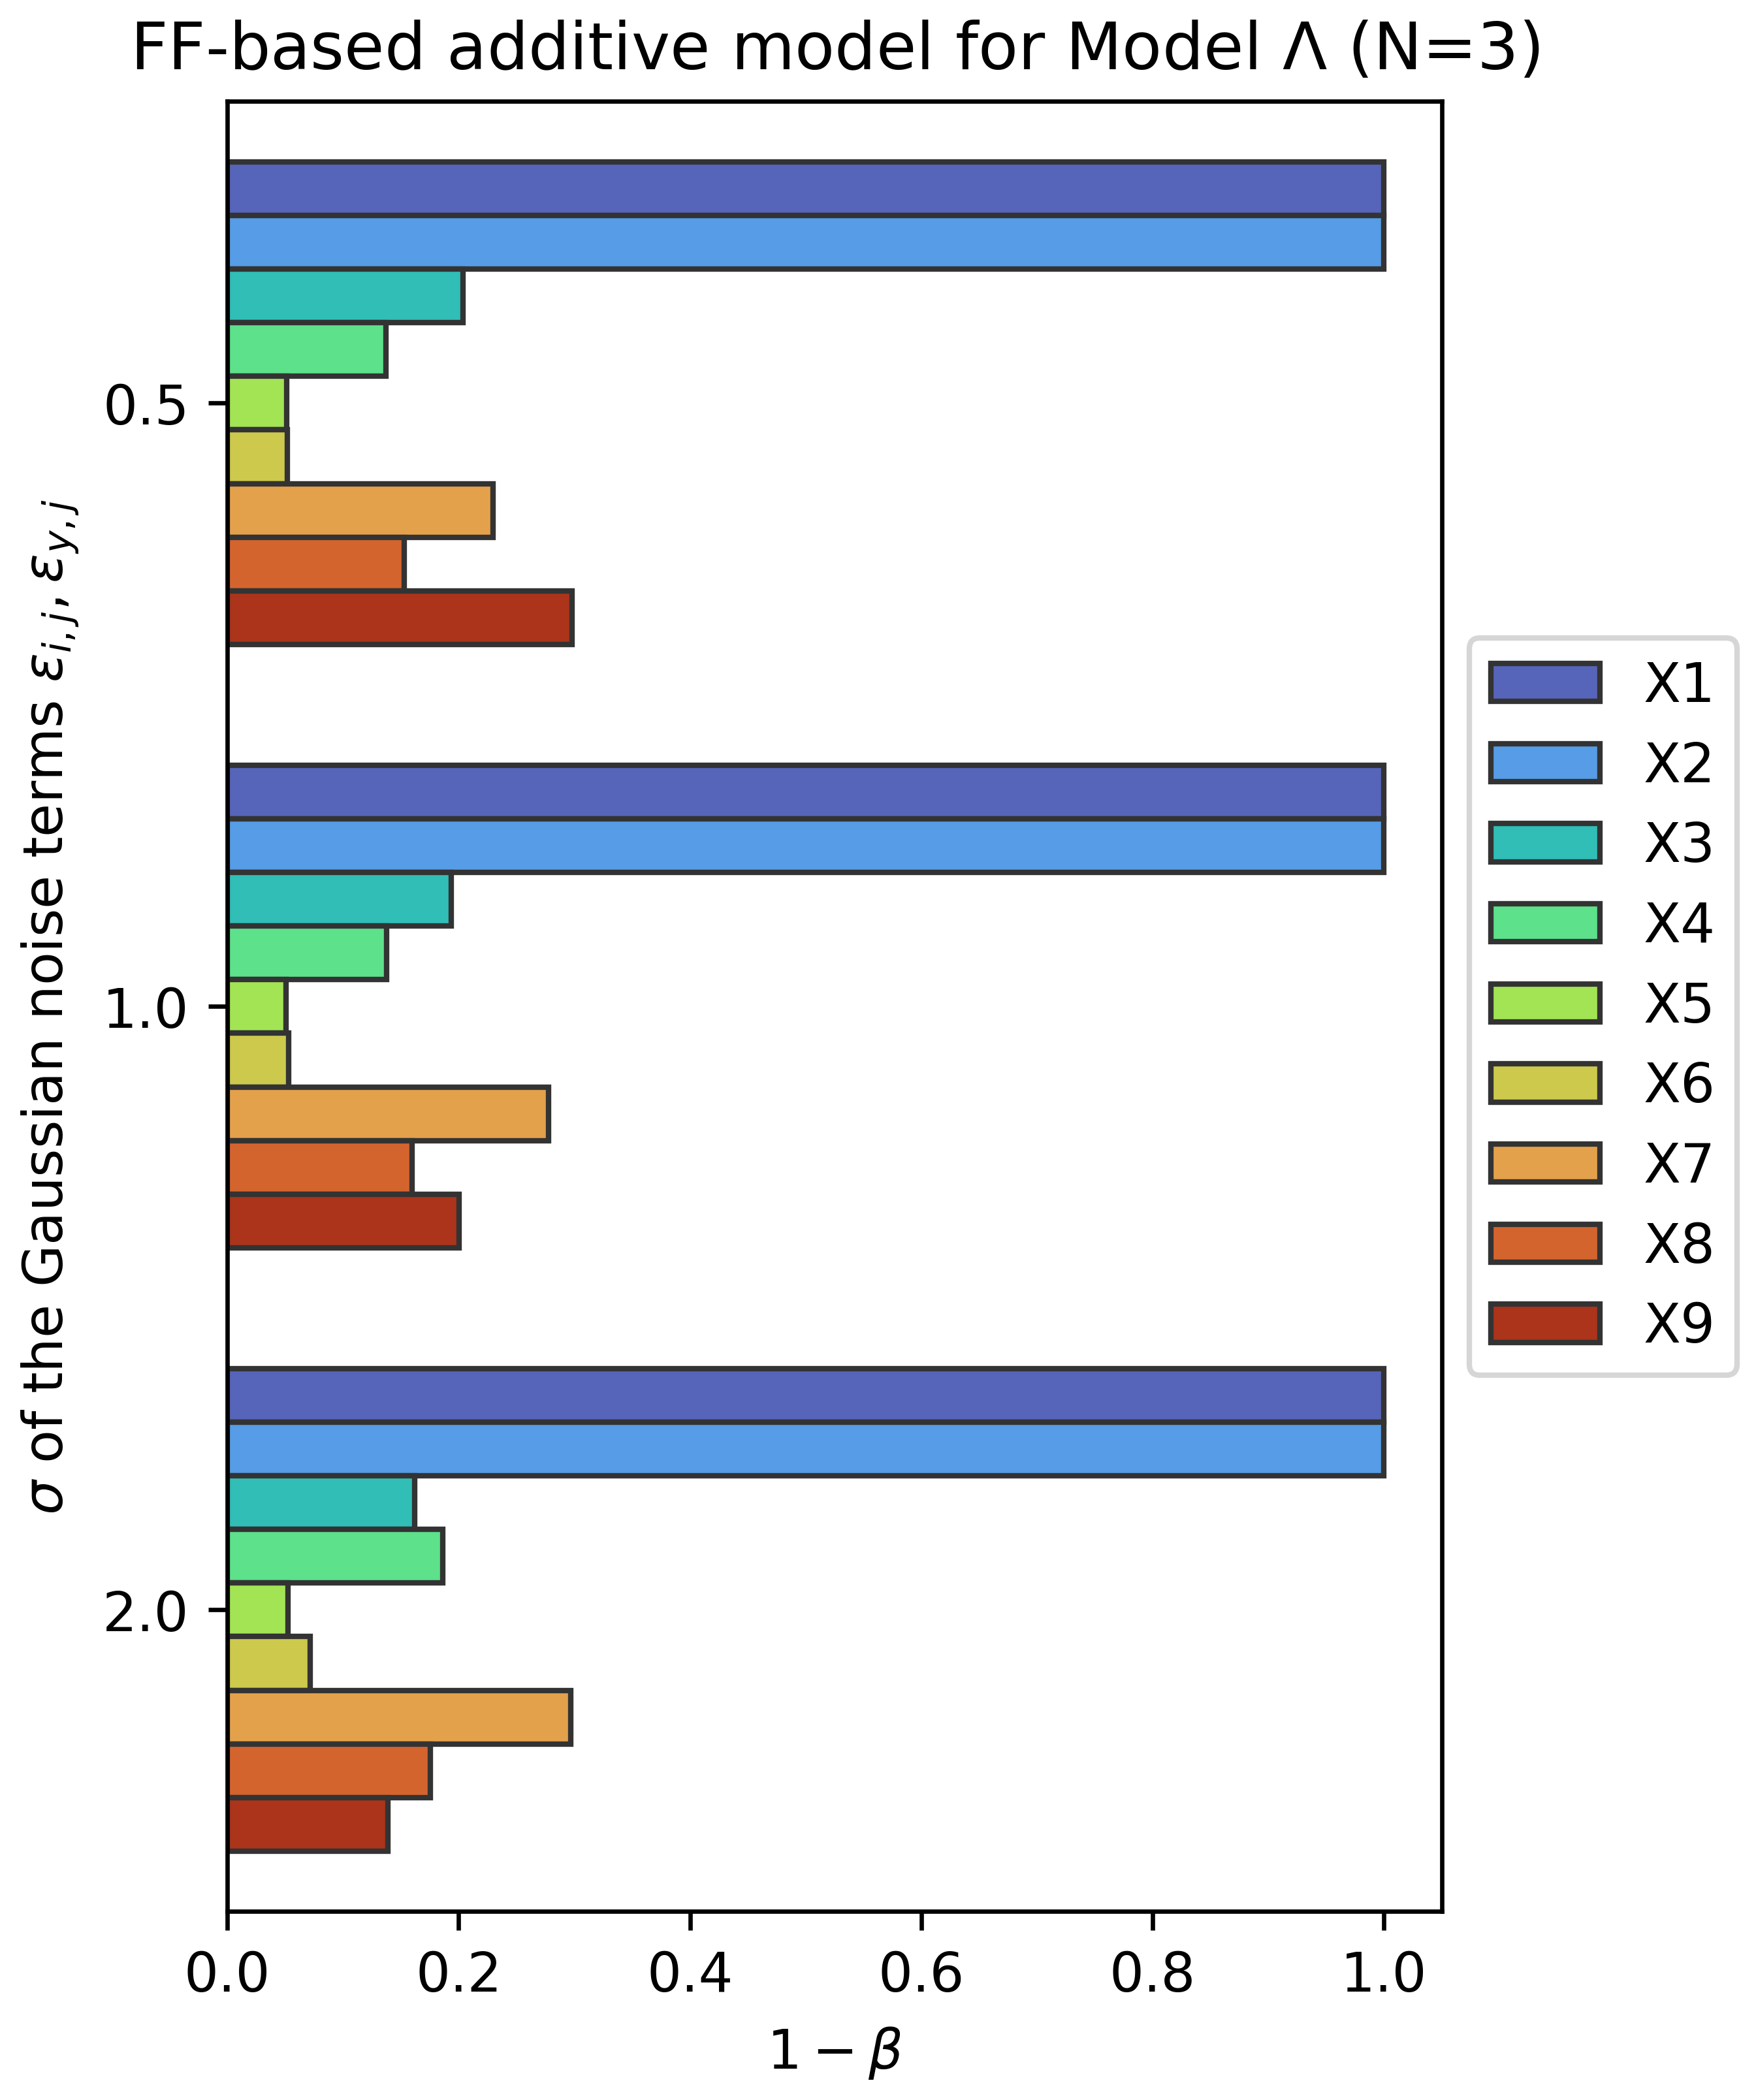 FF-based additive model for Model Λ (N=3)
σ of the Gaussian noise terms ε_{i,j}, ε_{y,j}
0.5
1.0
2.0
X1
X2
X3
X4
X5
X6
X7
X8
X9
0.0 0.2 0.4 0.6 0.8 1.0
1 − β